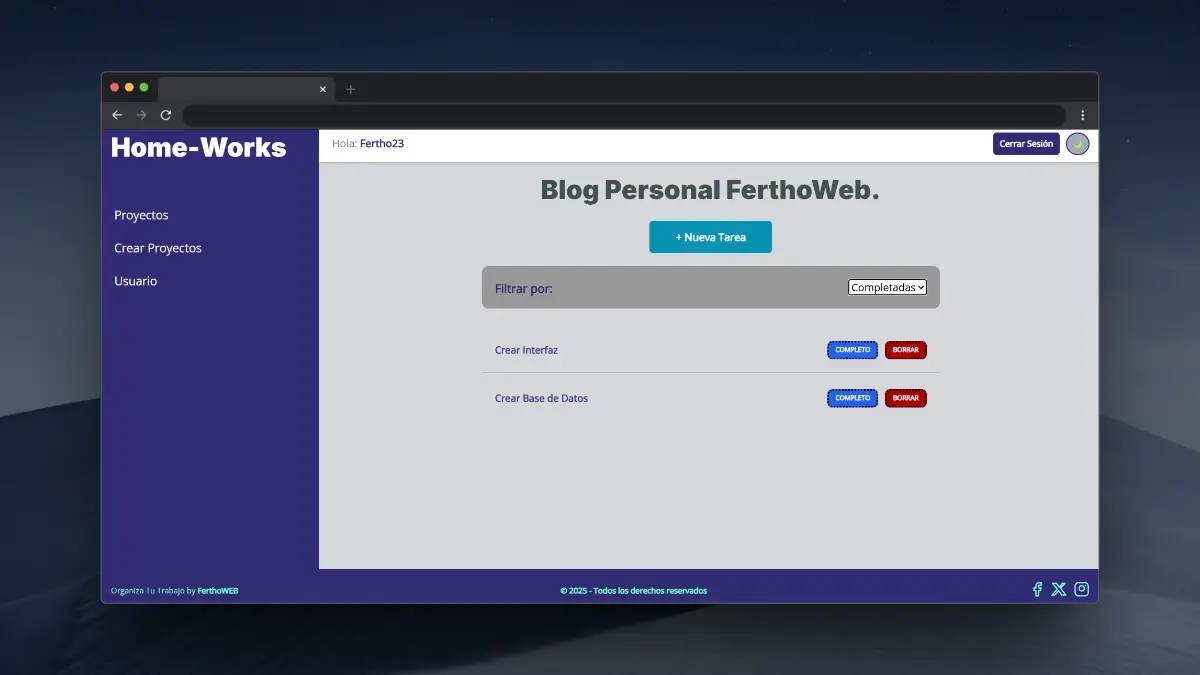 Home-Works
Hola: Fertho23
Cerrar Sesión
Proyectos
Crear Proyectos
Usuario
Blog Personal FerthoWeb.
+ Nueva Tarea
Filtrar por:
Completadas
Crear Interfaz
COMPLETO
BORRAR
Crear Base de Datos
COMPLETO
BORRAR
Organiza Tu Trabajo by FerthoWEB
© 2025 - Todos los derechos reservados